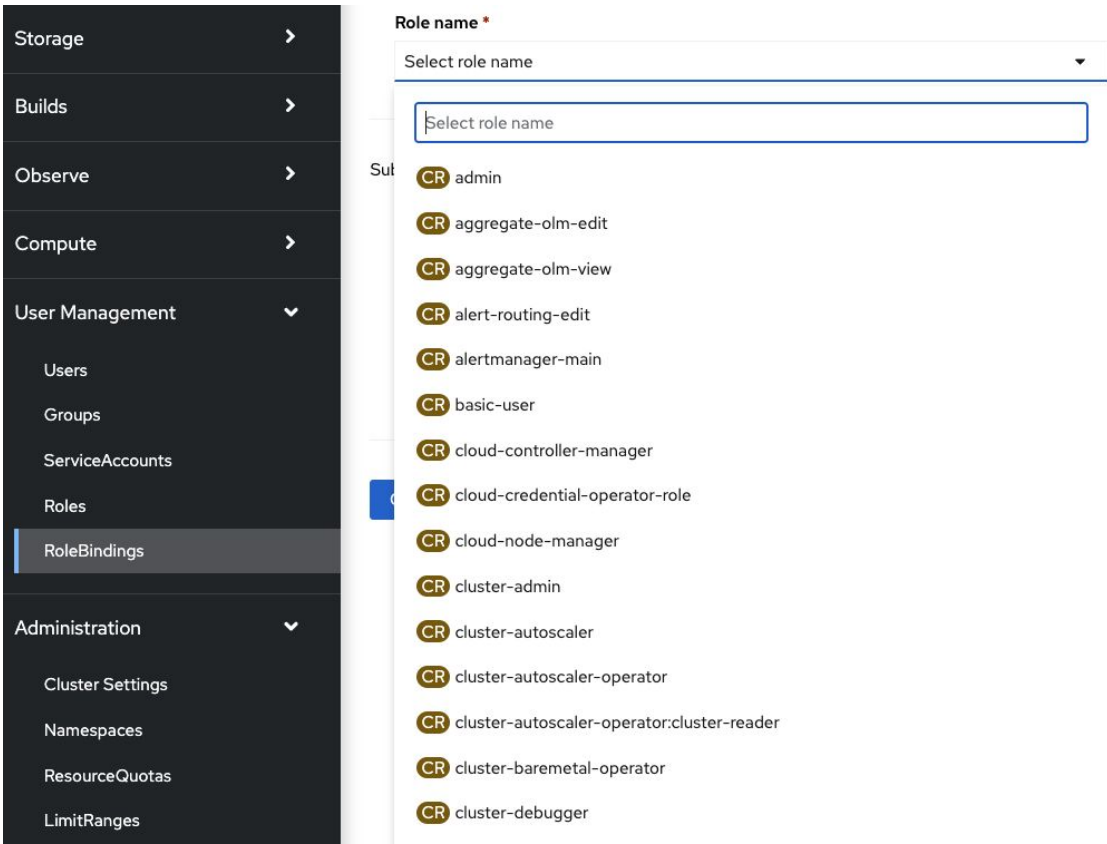 Storage
Builds
Observe
Compute
User Management
Users
Groups
ServiceAccounts
Roles
RoleBindings
Administration
Cluster Settings
Namespaces
ResourceQuotas
LimitRanges
Role name *
Select role name
Select role name
Sub
CR admin
CR aggregate-olm-edit
CR aggregate-olm-view
CR alert-routing-edit
CR alertmanager-main
CR basic-user
CR cloud-controller-manager
CR cloud-credential-operator-role
CR cloud-node-manager
CR cluster-admin
CR cluster-autoscaler
CR cluster-autoscaler-operator
CR cluster-autoscaler-operator:cluster-reader
CR cluster-baremetal-operator
CR cluster-debugger